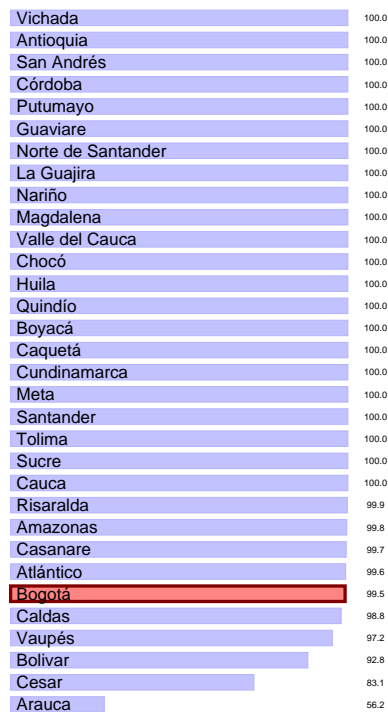 Vichada 100.0
Antioquia 100.0
San Andrés 100.0
Córdoba 100.0
Putumayo 100.0
Guaviare 100.0
Norte de Santander 100.0
La Guajira 100.0
Nariño 100.0
Magdalena 100.0
Valle del Cauca 100.0
Chocó 100.0
Huila 100.0
Quindío 100.0
Boyacá 100.0
Caquetá 100.0
Cundinamarca 100.0
Meta 100.0
Santander 100.0
Tolima 100.0
Sucre 100.0
Cauca 100.0
Risaralda 99.9
Amazonas 99.8
Casanare 99.7
Atlántico 99.6
Bogotá 99.5
Caldas 98.8
Vaupés 97.2
Bolivar 92.8
Cesar 83.1
Arauca 56.2